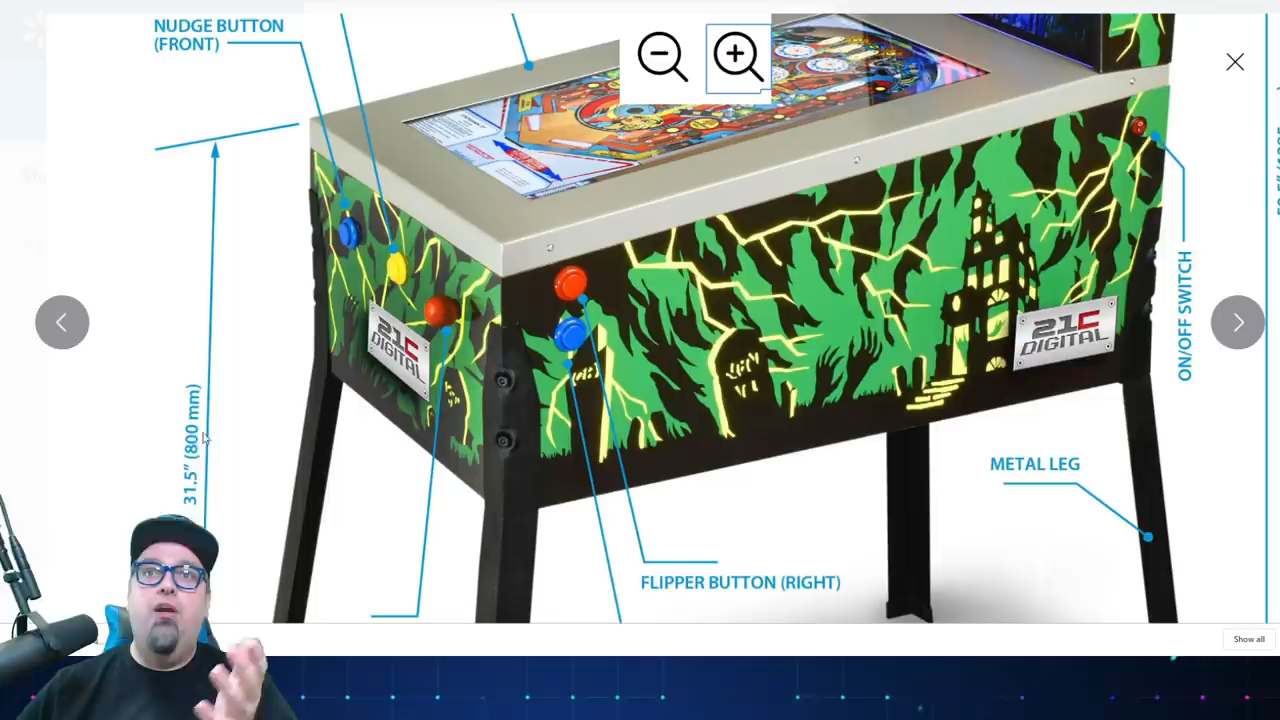 NUDGE BUTTON
(FRONT)
31.5" (800 mm)
21C
DIGITAL
21C
DIGITAL
ON/OFF SWITCH
METAL LEG
FLIPPER BUTTON (RIGHT)
Show all